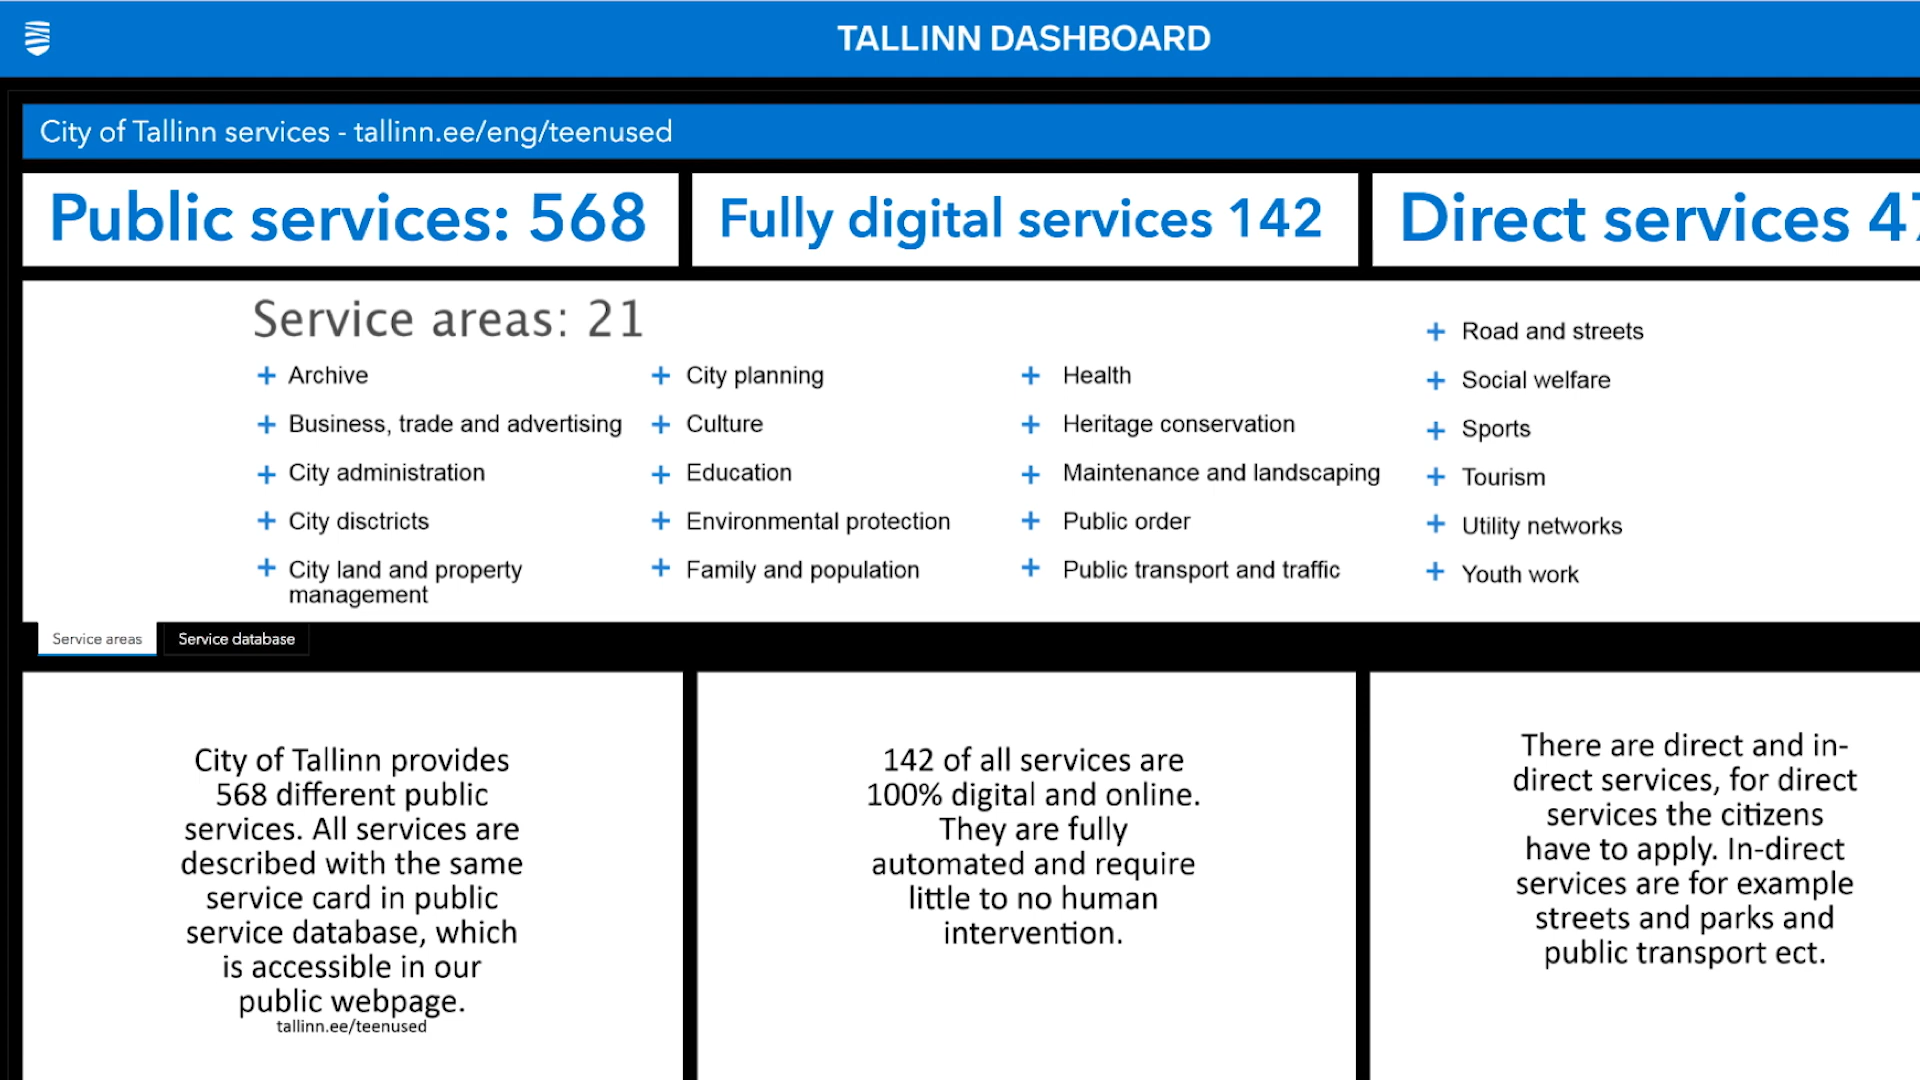 TALLINN DASHBOARD
City of Tallinn services - tallinn.ee/eng/teenused
Public services: 568
Fully digital services 142
Direct services
Service areas: 21
Archive
Business, trade and advertising
City administration
City disctricts
City land and property
management
City planning
Culture
Education
Environmental protection
Family and population
Health
Heritage conservation
Maintenance and landscaping
Public order
Public transport and traffic
Road and streets
Social welfare
Sports
Tourism
Utility networks
Youth work
Service areas
Service database
City of Tallinn provides
568 different public
services. All services are
described with the same
service card in public
service database, which
is accessible in our
public webpage.
tallinn.ee/teenused
142 of all services are
100% digital and online.
They are fully
automated and require
little to no human
intervention.
There are direct and in-
direct services, for direct
services the citizens
have to apply. In-direct
services are for example
streets and parks and
public transport ect.